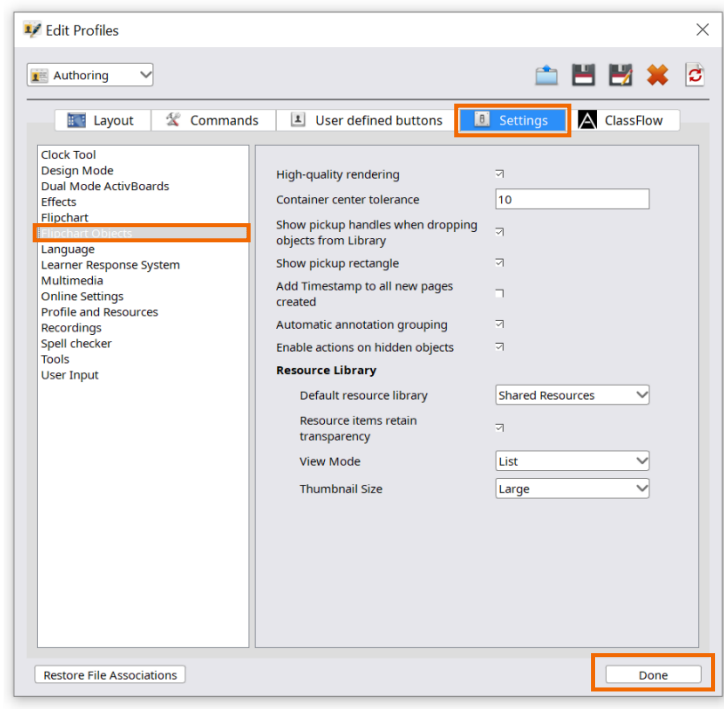 Edit Profiles
Authoring
Layout
Commands
User defined buttons
Settings
ClassFlow
Clock Tool
Design Mode
Dual Mode ActivBoards
Effects
Flipchart
Flipchart Objects
Language
Learner Response System
Multimedia
Online Settings
Profile and Resources
Recordings
Spell checker
Tools
User Input
High-quality rendering
Container center tolerance
10
Show pickup handles when dropping
objects from Library
Show pickup rectangle
Add Timestamp to all new pages
created
Automatic annotation grouping
Enable actions on hidden objects
Resource Library
Default resource library
Shared Resources
Resource items retain
transparency
View Mode
List
Thumbnail Size
Large
Restore File Associations
Done